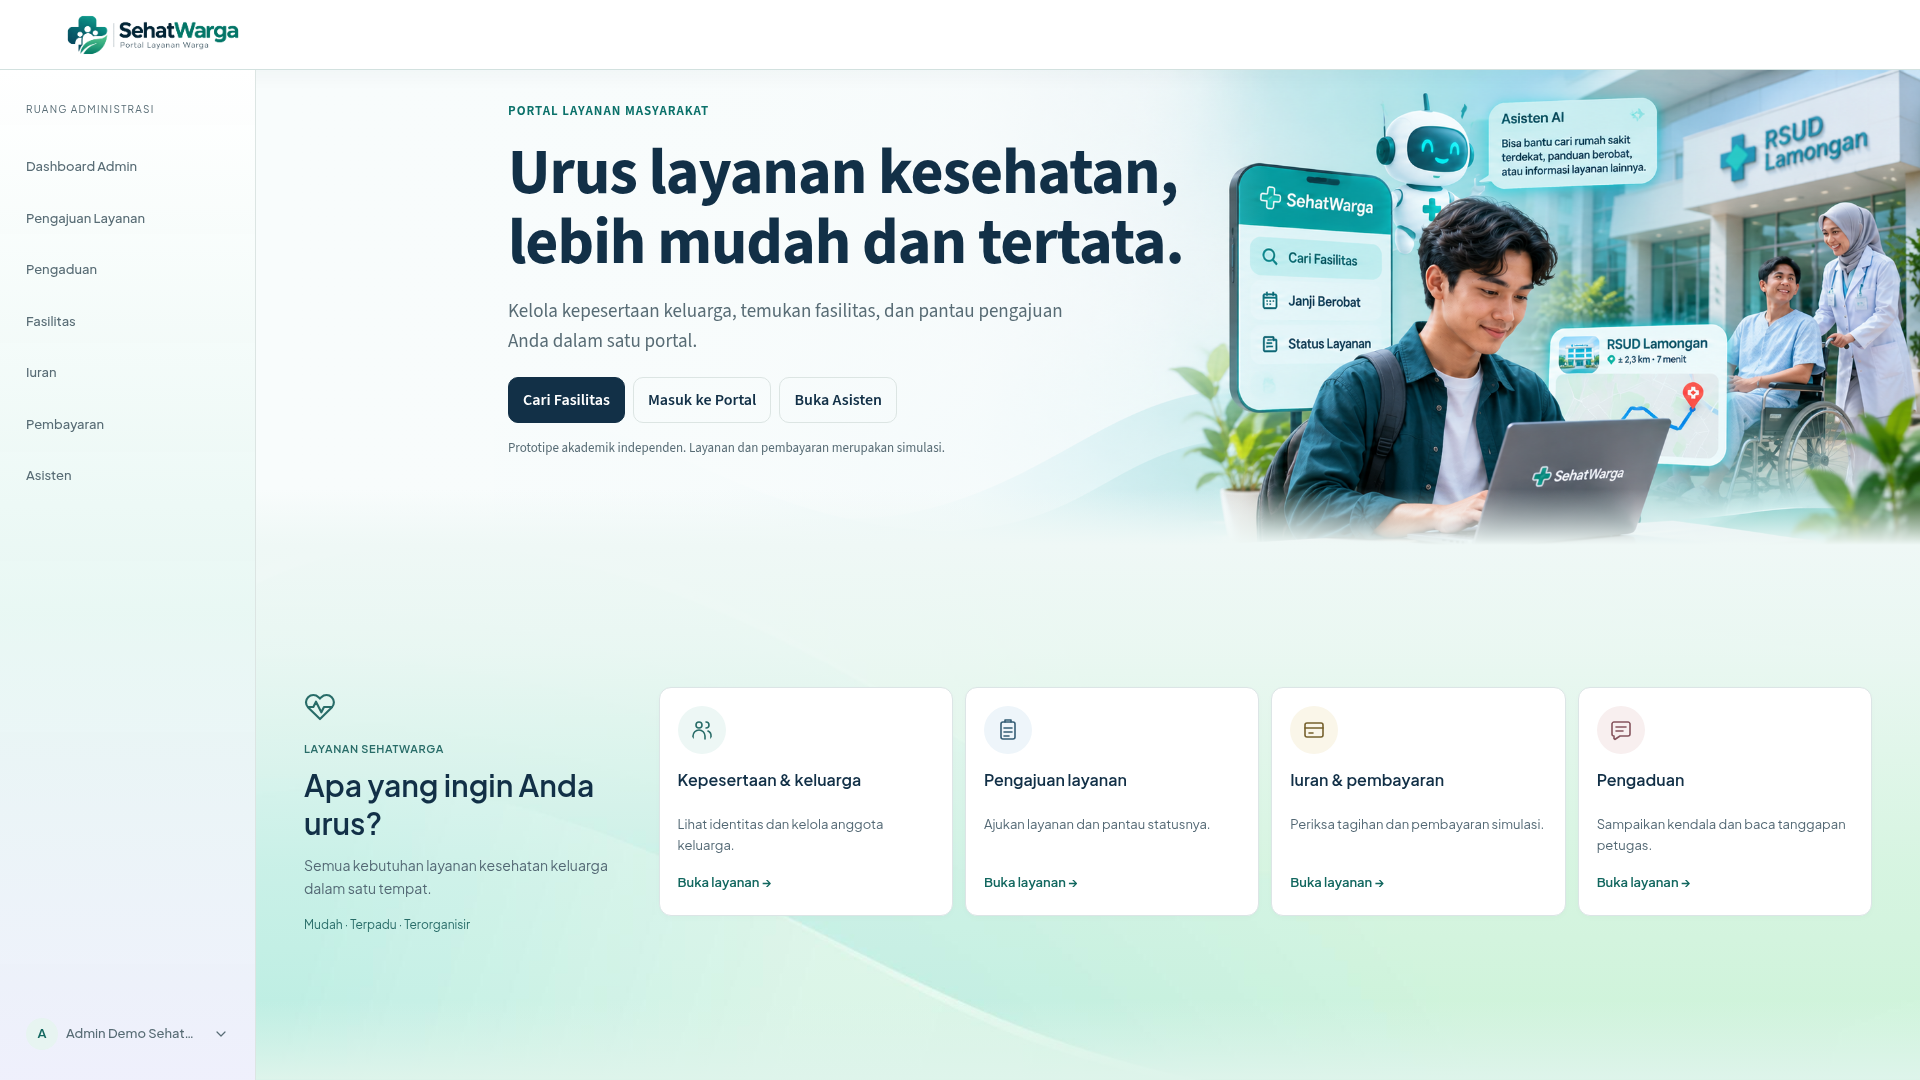 SehatWarga
Portal Layanan Warga
RUANG ADMINISTRASI
Dashboard Admin
Pengajuan Layanan
Pengaduan
Fasilitas
Iuran
Pembayaran
Asisten
A
Admin Demo Sehat...
PORTAL LAYANAN MASYARAKAT
Urus layanan kesehatan,
lebih mudah dan tertata.
Kelola kepesertaan keluarga, temukan fasilitas, dan pantau pengajuan
Anda dalam satu portal.
Cari Fasilitas
Masuk ke Portal
Buka Asisten
Prototipe akademik independen. Layanan dan pembayaran merupakan simulasi.
SehatWarga
Cari Fasilitas
Janji Berobat
Status Layanan
Asisten AI
Bisa bantu cari rumah sakit
terdekat, panduan berobat,
atau informasi layanan lainnya.
RSUD
Lamongan
RSUD Lamongan
± 2,3 km • 7 menit
SehatWarga
LAYANAN SEHATWARGA
Apa yang ingin Anda
urus?
Semua kebutuhan layanan kesehatan keluarga
dalam satu tempat.
Mudah · Terpadu · Terorganisir
Kepesertaan & keluarga
Lihat identitas dan kelola anggota
keluarga.
Buka layanan →
Pengajuan layanan
Ajukan layanan dan pantau statusnya.
Buka layanan →
Iuran & pembayaran
Periksa tagihan dan pembayaran simulasi.
Buka layanan →
Pengaduan
Sampaikan kendala dan baca tanggapan
petugas.
Buka layanan →